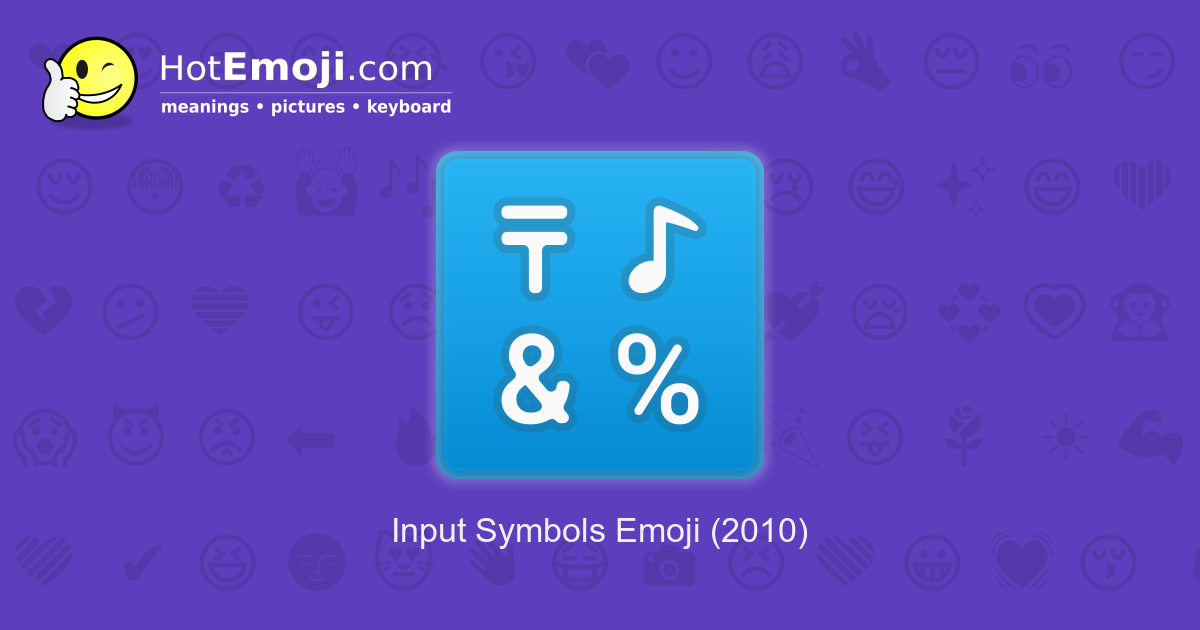 HotEmoji.com
meanings • pictures • keyboard
〒 ♪
& %
Input Symbols Emoji (2010)